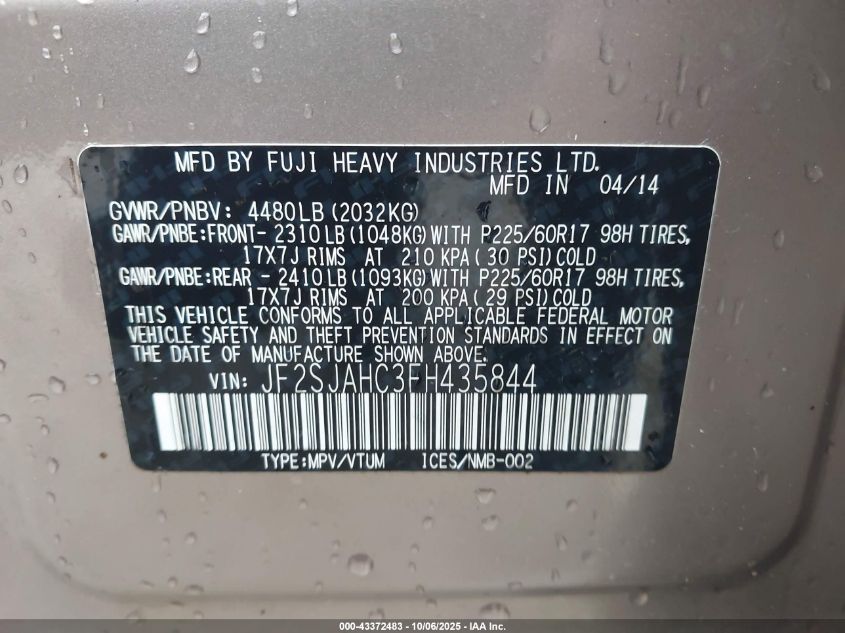 MFD BY FUJI HEAVY INDUSTRIES LTD.
MFD IN 04/14
GVWR/PNBV: 4480LB(2032KG)
GAWR/PNBE:FRONT- 2310LB(1048KG)WITH P225/60R17 98H TIRES,
17X7J RIMS AT 210 KPA(30 PSI)COLD
GAWR/PNBE:REAR - 2410LB(1093KG)WITH P225/60R17 98H TIRES,
17X7J RIMS AT 200 KPA(29 PSI)COLD
THIS VEHICLE CONFORMS TO ALL APPLICABLE FEDERAL MOTOR
VEHICLE SAFETY AND THEFT PREVENTION STANDARDS IN EFFECT ON
THE DATE OF MANUFACTURE SHOWN ABOVE.
VIN: JF2SJAHC3FH435844
TYPE:MPV/VTUM ICES/NMB-002
000-43372483 - 10/06/2025 - IAA Inc.